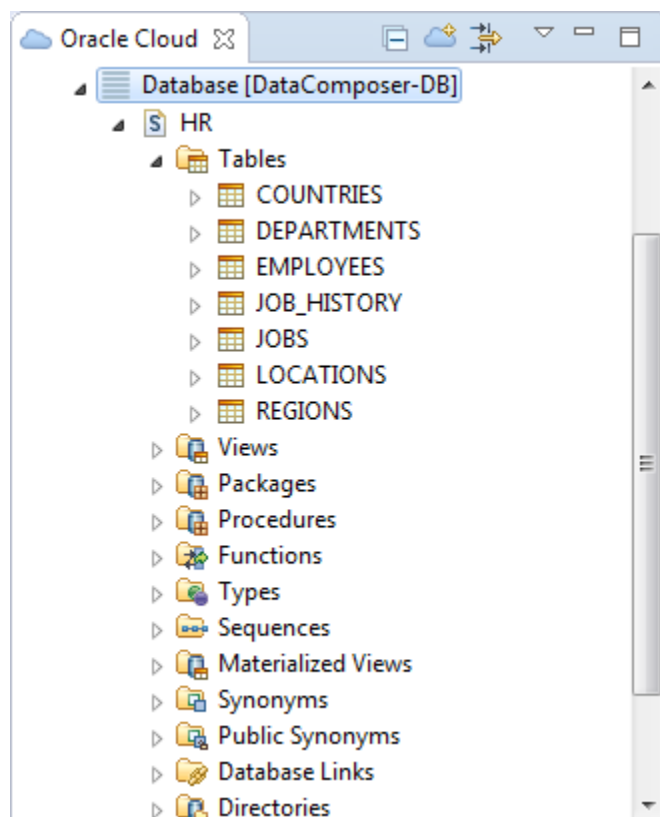 Oracle Cloud
Database [DataComposer-DB]
S HR
Tables
COUNTRIES
DEPARTMENTS
EMPLOYEES
JOB_HISTORY
JOBS
LOCATIONS
REGIONS
Views
Packages
Procedures
Functions
Types
Sequences
Materialized Views
Synonyms
Public Synonyms
Database Links
Directories